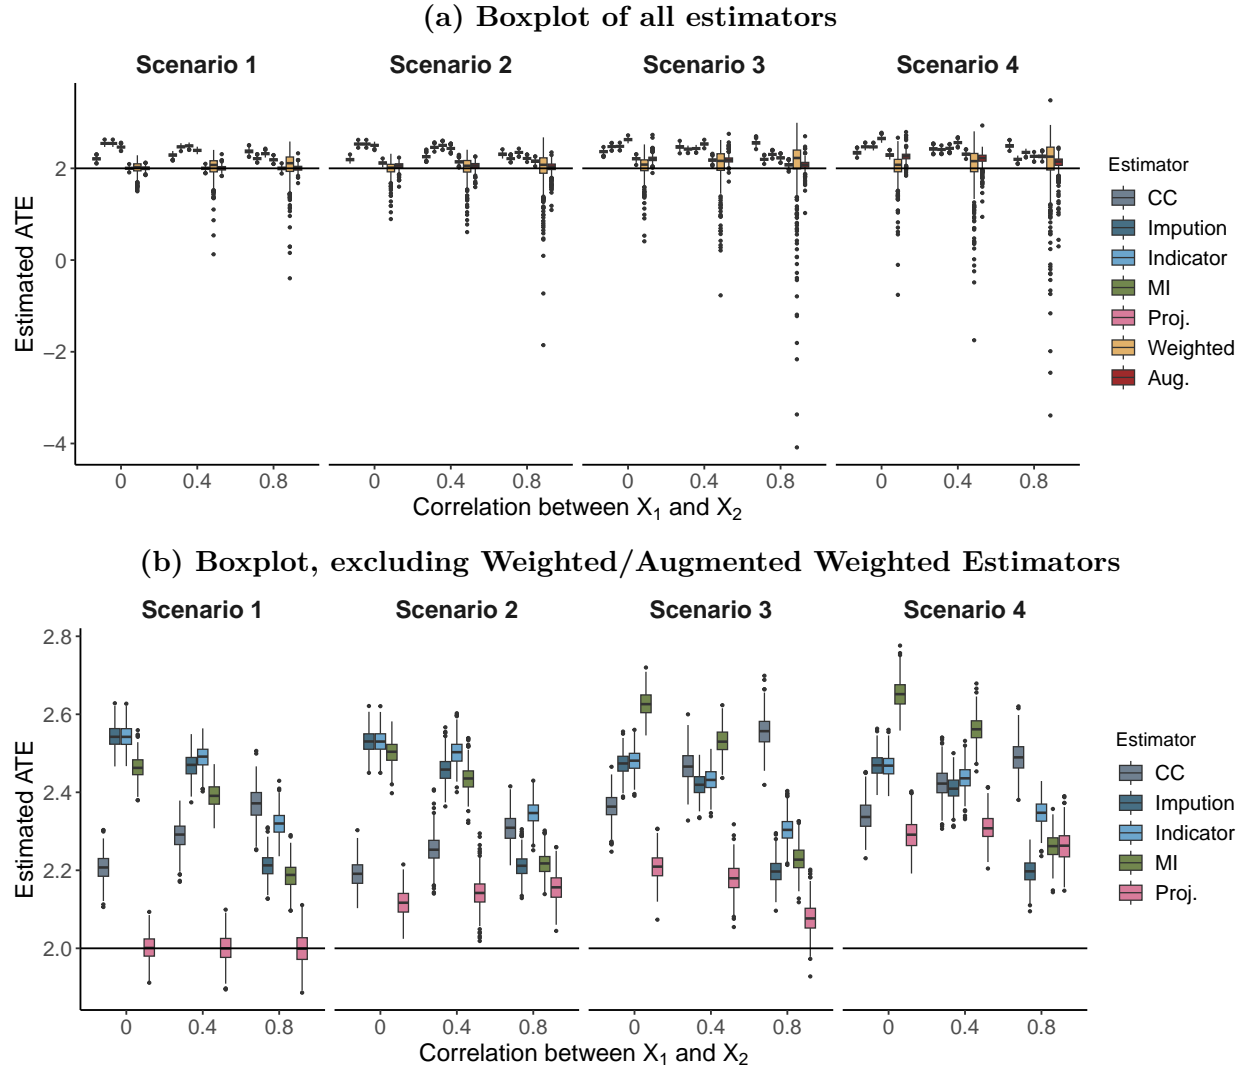 (a) Boxplot of all estimators
Scenario 1 Scenario 2 Scenario 3 Scenario 4
Estimated ATE
2
0
−2
−4
0 0.4 0.8 0 0.4 0.8 0 0.4 0.8 0 0.4 0.8
Correlation between X1 and X2
Estimator
CC
Impution
Indicator
MI
Proj.
Weighted
Aug.
(b) Boxplot, excluding Weighted/Augmented Weighted Estimators
Scenario 1 Scenario 2 Scenario 3 Scenario 4
Estimated ATE
2.8
2.6
2.4
2.2
2.0
0 0.4 0.8 0 0.4 0.8 0 0.4 0.8 0 0.4 0.8
Correlation between X1 and X2
Estimator
CC
Impution
Indicator
MI
Proj.